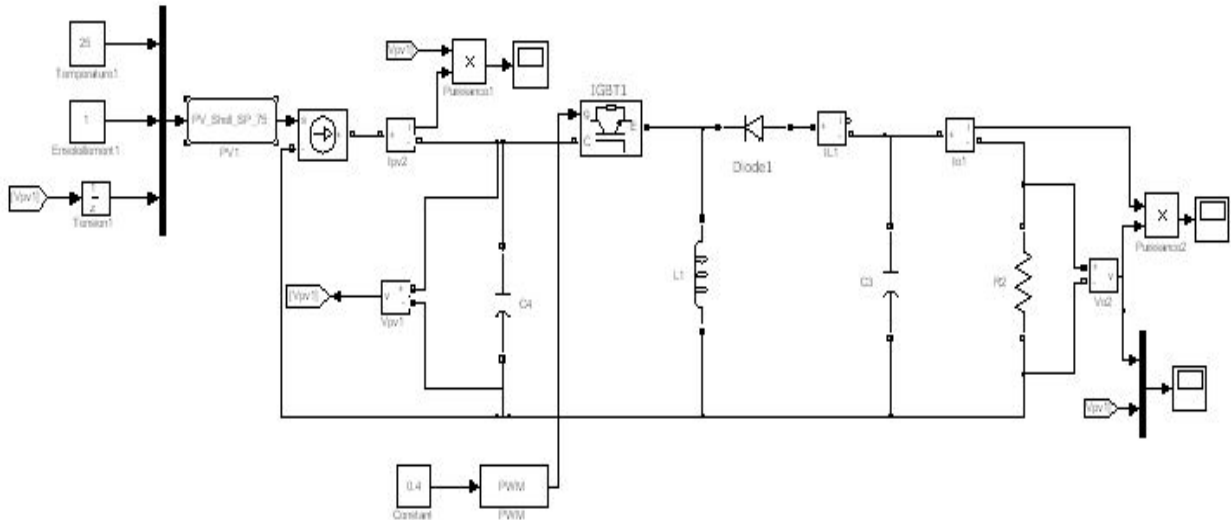 25
Temperature1
1
Ensoleillement1
[Vpv1]
1
z
Tension1
PV_Shell_SP_75
PV1
s
+
-
+
i
-
Ipv2
Vpv1
X
Puissance1
IGBT1
g
C
E
Diode1
+
i
-
IL1
+
i
-
Io1
X
Puissance2
[Vpv1]
v
+
-
Vpv1
C4
L1
C3
R2
+
-
v
Vo2
Vpv1
0.4
Constant
PWM
PWM